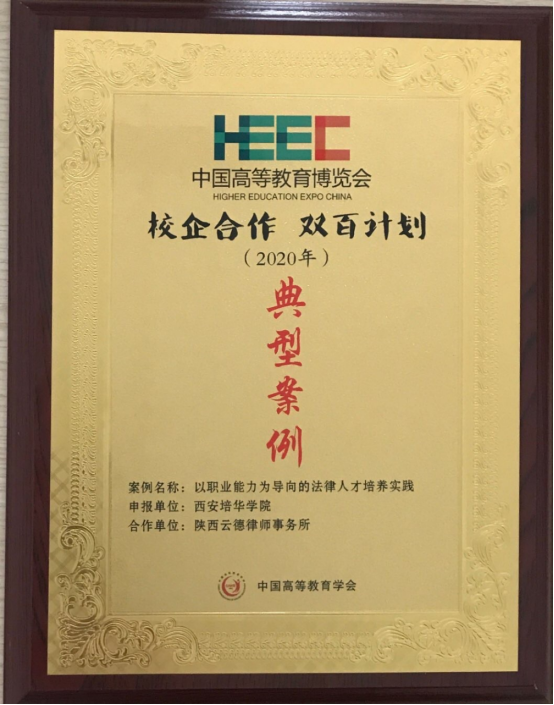 HEEC
中国高等教育博览会
HIGHER EDUCATION EXPO CHINA
校企合作 双百计划
（2020年）
典型案例
案例名称：以职业能力为导向的法律人才培养实践
申报单位：西安培华学院
合作单位：陕西云德律师事务所
中国高等教育学会